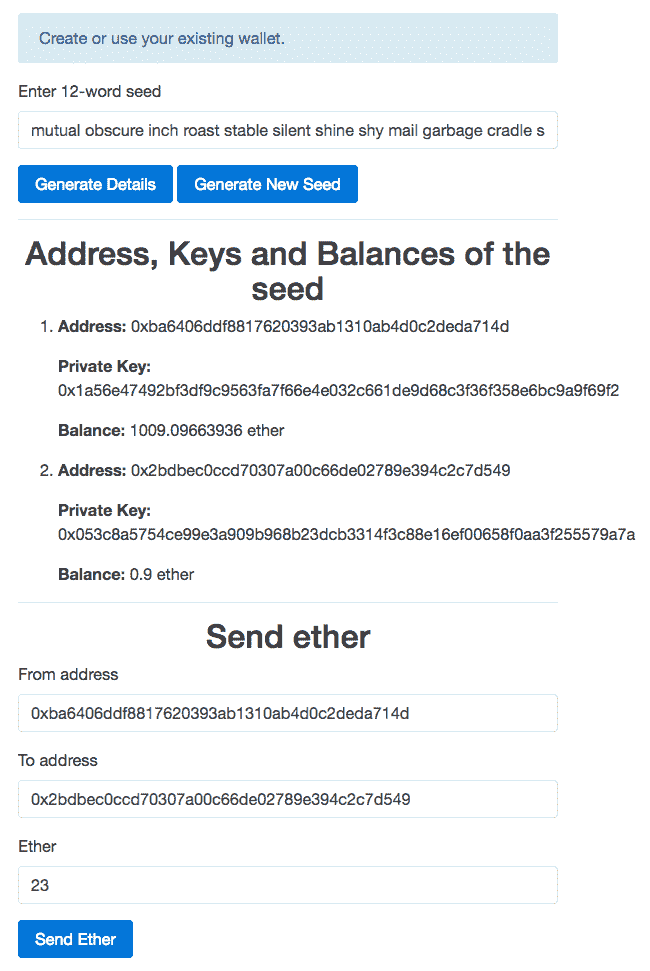 Create or use your existing wallet.
Enter 12-word seed
mutual obscure inch roast stable silent shine shy mail garbage cradle s
Generate Details Generate New Seed
Address, Keys and Balances of the
seed
1. Address: 0xba6406ddf8817620393ab1310ab4d0c2deda714d
Private Key:
0x1a56e47492bf3df9c9563fa7f66e4e032c661de9d68c3f36f358e6bc9a9f69f2
Balance: 1009.09663936 ether
2. Address: 0x2bdbec0ccd70307a00c66de02789e394c2c7d549
Private Key:
0x053c8a5754ce99e3a909b968b23dcb3314f3c88e16ef00658f0aa3f255579a7a
Balance: 0.9 ether
Send ether
From address
0xba6406ddf8817620393ab1310ab4d0c2deda714d
To address
0x2bdbec0ccd70307a00c66de02789e394c2c7d549
Ether
23
Send Ether